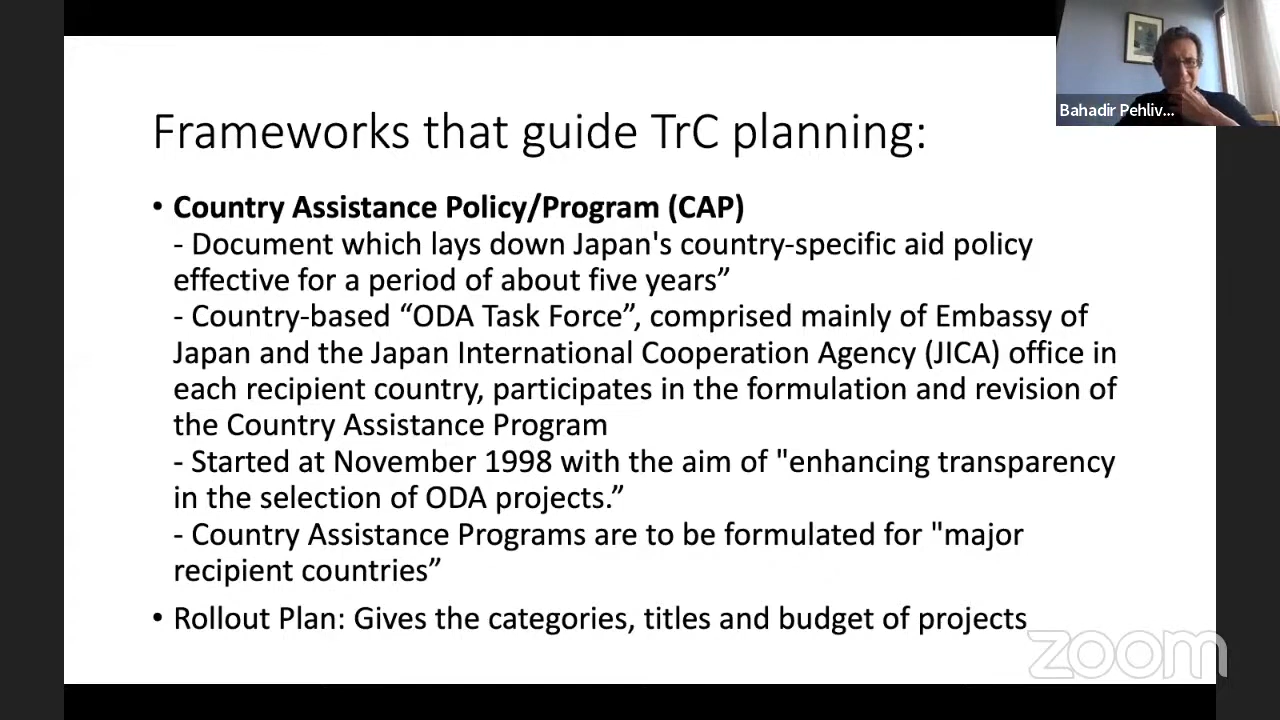 Bahadir Pehliv...
Frameworks that guide TrC planning:
• Country Assistance Policy/Program (CAP)
- Document which lays down Japan's country-specific aid policy
effective for a period of about five years”
- Country-based “ODA Task Force”, comprised mainly of Embassy of
Japan and the Japan International Cooperation Agency (JICA) office in
each recipient country, participates in the formulation and revision of
the Country Assistance Program
- Started at November 1998 with the aim of "enhancing transparency
in the selection of ODA projects.”
- Country Assistance Programs are to be formulated for "major
recipient countries”
• Rollout Plan: Gives the categories, titles and budget of projects
zoom